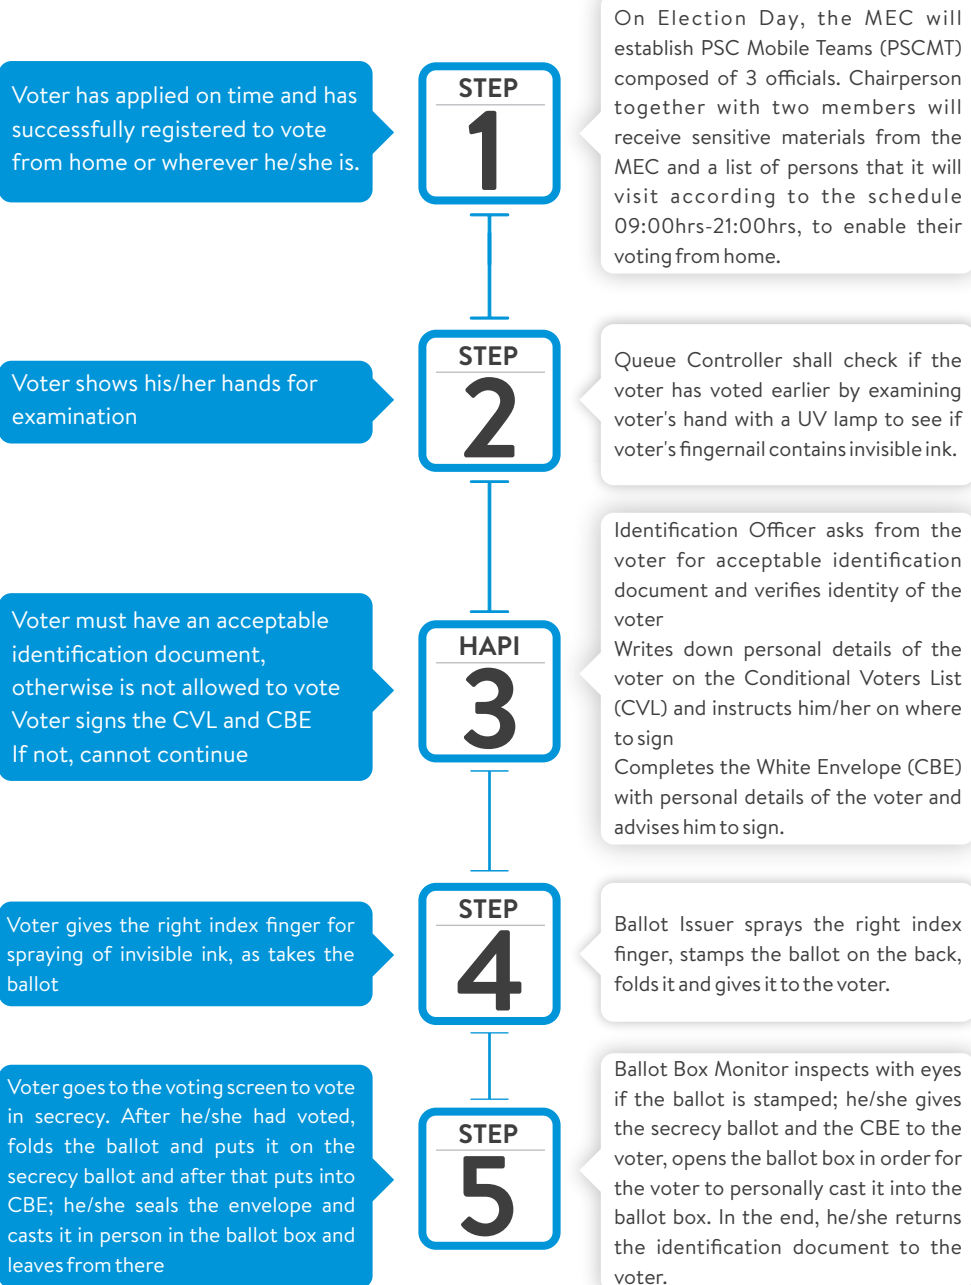 Voter has applied on time and has
successfully registered to vote
from home or wherever he/she is.
STEP
1
On Election Day, the MEC will
establish PSC Mobile Teams (PSCMT)
composed of 3 officials. Chairperson
together with two members will
receive sensitive materials from the
MEC and a list of persons that it will
visit according to the schedule
09:00hrs-21:00hrs, to enable their
voting from home.
Voter shows his/her hands for
examination
STEP
2
Queue Controller shall check if the
voter has voted earlier by examining
voter's hand with a UV lamp to see if
voter's fingernail contains invisible ink.
Voter must have an acceptable
identification document,
otherwise is not allowed to vote
Voter signs the CVL and CBE
If not, cannot continue
HAPI
3
Identification Officer asks from the
voter for acceptable identification
document and verifies identity of the
voter
Writes down personal details of the
voter on the Conditional Voters List
(CVL) and instructs him/her on where
to sign
Completes the White Envelope (CBE)
with personal details of the voter and
advises him to sign.
Voter gives the right index finger for
spraying of invisible ink, as takes the
ballot
STEP
4
Ballot Issuer sprays the right index
finger, stamps the ballot on the back,
folds it and gives it to the voter.
Voter goes to the voting screen to vote
in secrecy. After he/she had voted,
folds the ballot and puts it on the
secrecy ballot and after that puts into
CBE; he/she seals the envelope and
casts it in person in the ballot box and
leaves from there
STEP
5
Ballot Box Monitor inspects with eyes
if the ballot is stamped; he/she gives
the secrecy ballot and the CBE to the
voter, opens the ballot box in order for
the voter to personally cast it into the
ballot box. In the end, he/she returns
the identification document to the
voter.